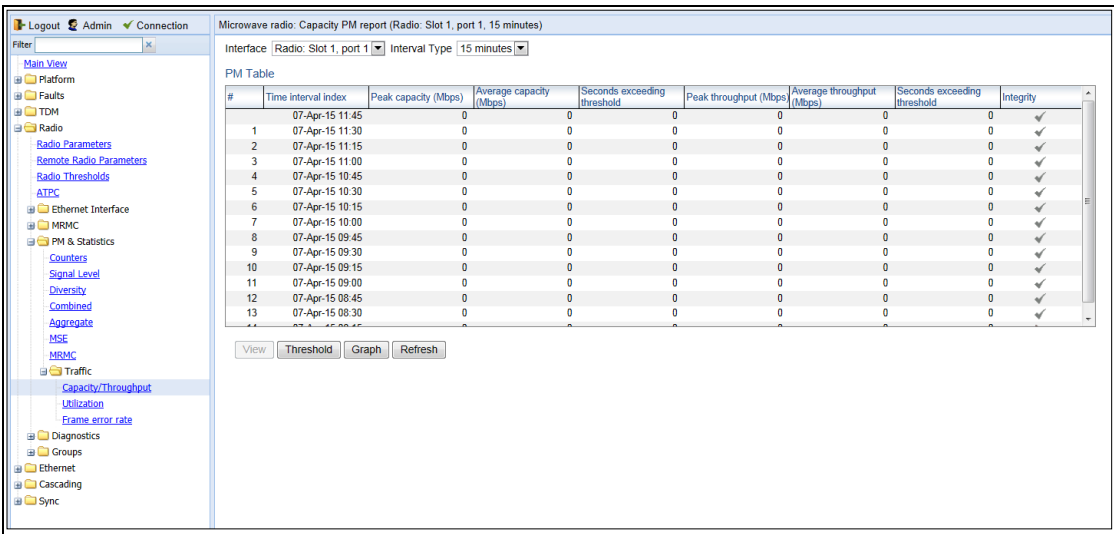 Logout Admin Connection
Filter
Main View
Platform
Faults
TDM
Radio
Radio Parameters
Remote Radio Parameters
Radio Thresholds
ATPC
Ethernet Interface
MRMC
PM & Statistics
Counters
Signal Level
Diversity
Combined
Aggregate
MSE
MRMC
Traffic
Capacity/Throughput
Utilization
Frame error rate
Diagnostics
Groups
Ethernet
Cascading
Sync
Microwave radio: Capacity PM report (Radio: Slot 1, port 1, 15 minutes)
Interface Radio: Slot 1, port 1 Interval Type 15 minutes
PM Table
# Time interval index Peak capacity (Mbps) Average capacity (Mbps) Seconds exceeding threshold Peak throughput (Mbps) Average throughput (Mbps) Seconds exceeding threshold Integrity
07-Apr-15 11:45 0 0 0 0 0 0
1 07-Apr-15 11:30 0 0 0 0 0 0
2 07-Apr-15 11:15 0 0 0 0 0 0
3 07-Apr-15 11:00 0 0 0 0 0 0
4 07-Apr-15 10:45 0 0 0 0 0 0
5 07-Apr-15 10:30 0 0 0 0 0 0
6 07-Apr-15 10:15 0 0 0 0 0 0
7 07-Apr-15 10:00 0 0 0 0 0 0
8 07-Apr-15 09:45 0 0 0 0 0 0
9 07-Apr-15 09:30 0 0 0 0 0 0
10 07-Apr-15 09:15 0 0 0 0 0 0
11 07-Apr-15 09:00 0 0 0 0 0 0
12 07-Apr-15 08:45 0 0 0 0 0 0
13 07-Apr-15 08:30 0 0 0 0 0 0
View Threshold Graph Refresh